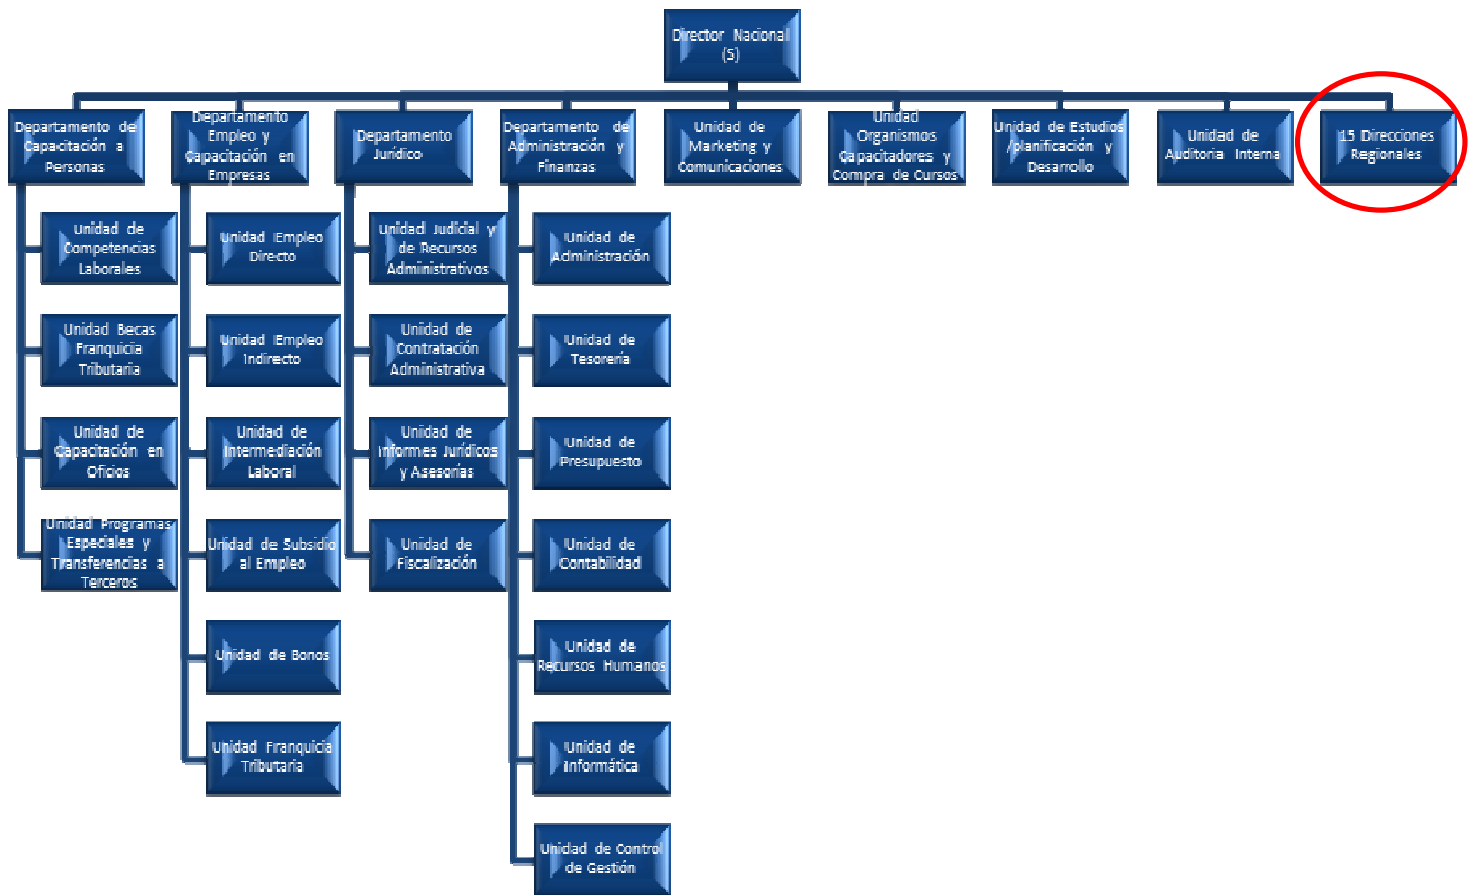 Director Nacional
(5)
Departamento de
Capacitación a
Personas
Departamento
Empleo y
Capacitación en
Empresas
Departamento
Jurídico
Departamento de
Administración y
Finanzas
Unidad de
Marketing y
Comunicaciones
Unidad
Organismos
Capacitadores y
Compra de Cursos
Unidad de Estudios
/planificación y
Desarrollo
Unidad de
Auditoria Interna
15 Direcciones
Regionales
Unidad de
Competencias
Laborales
Unidad Becas
Franquicia
Tributaria
Unidad de
Capacitación en
Oficios
Unidad Programas
Especiales y
Transferencias a
Terceros
Unidad Empleo
Directo
Unidad Empleo
Indirecto
Unidad de
Intermediación
Laboral
Unidad de Subsidio
al Empleo
Unidad de Bonos
Unidad Franquicia
Tributaria
Unidad Judicial y
de Recursos
Administrativos
Unidad de
Contratación
Administrativa
Unidad de
Informes Jurídicos
y Asesorías
Unidad de
Fiscalización
Unidad de
Administración
Unidad de
Tesorería
Unidad de
Presupuesto
Unidad de
Contabilidad
Unidad de
Recursos Humanos
Unidad de
Informática
Unidad de Control
de Gestión